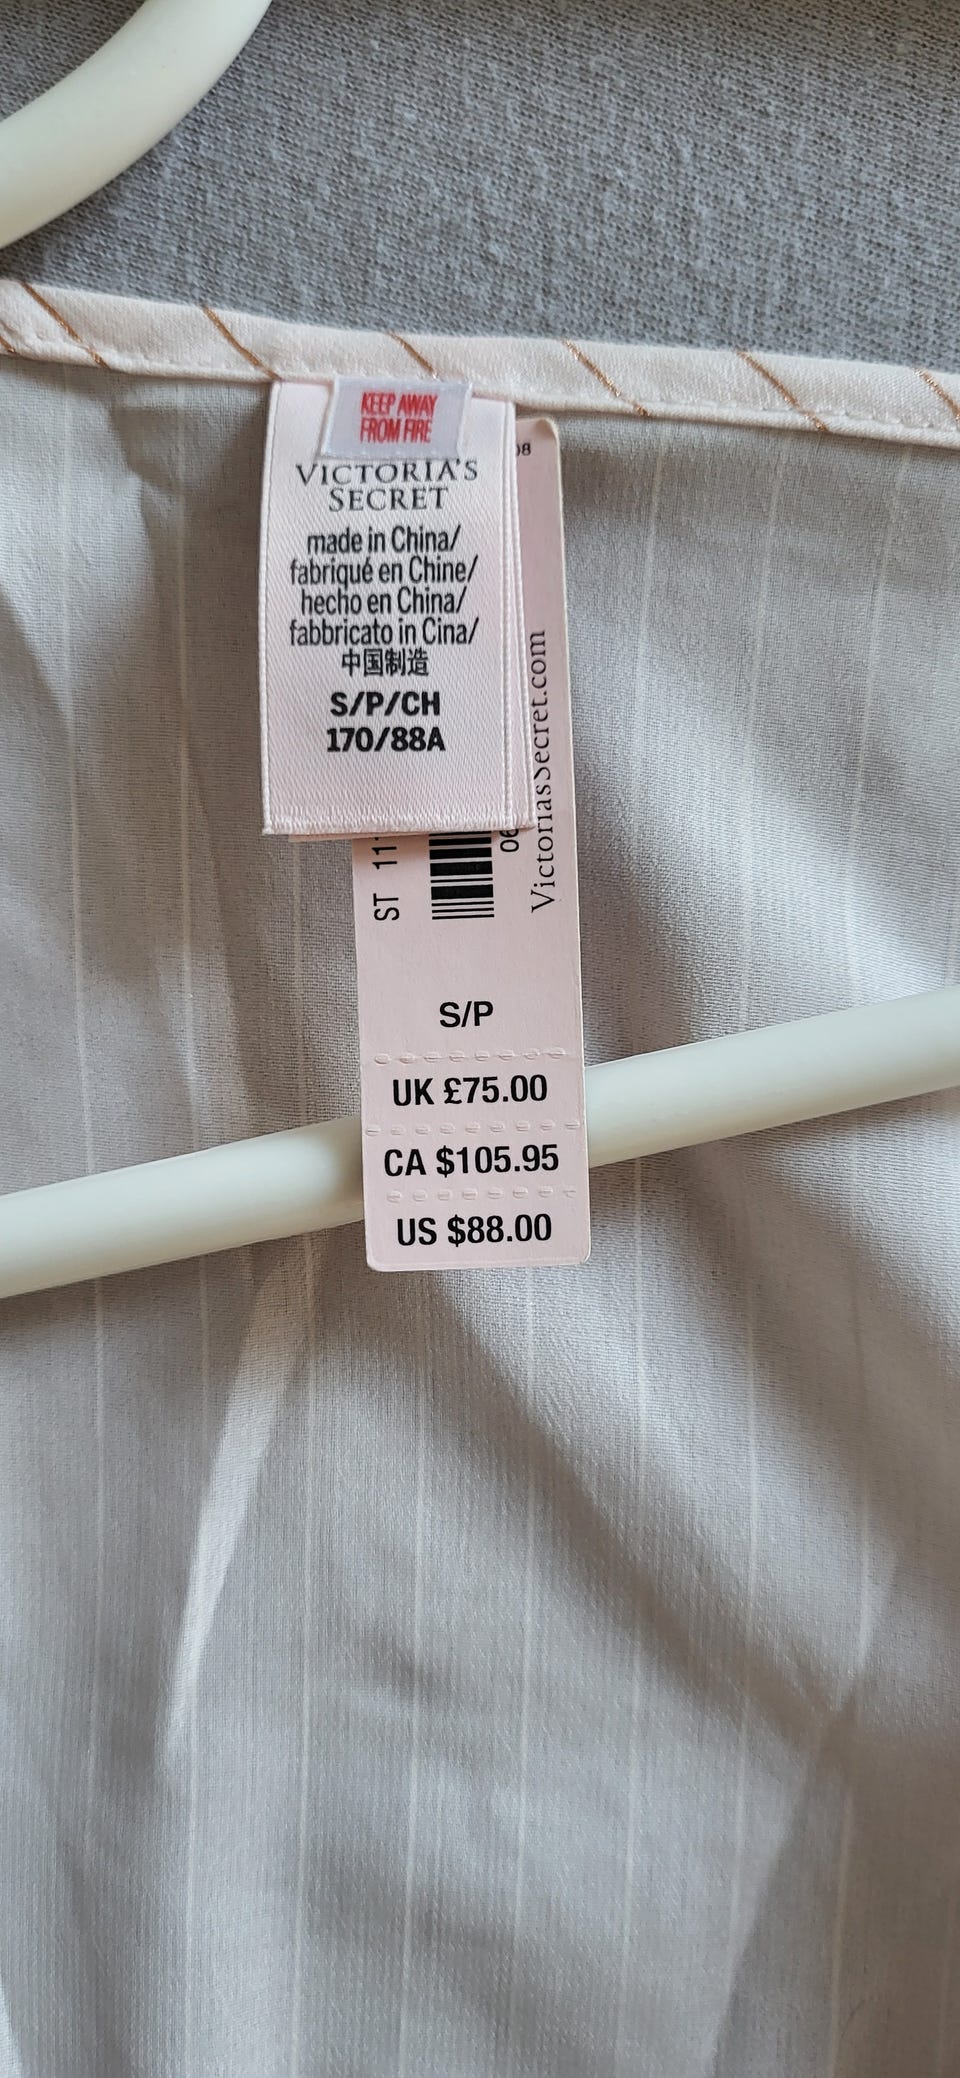 KEEP AWAY
FROM FIRE
VICTORIA'S
SECRET
made in China/
fabriqué en Chine/
hecho en China/
fabbricato in Cina/
中国制造
S/P/CH
170/88A
VictoriasSecret.com
ST
S/P
UK £75.00
CA $105.95
US $88.00